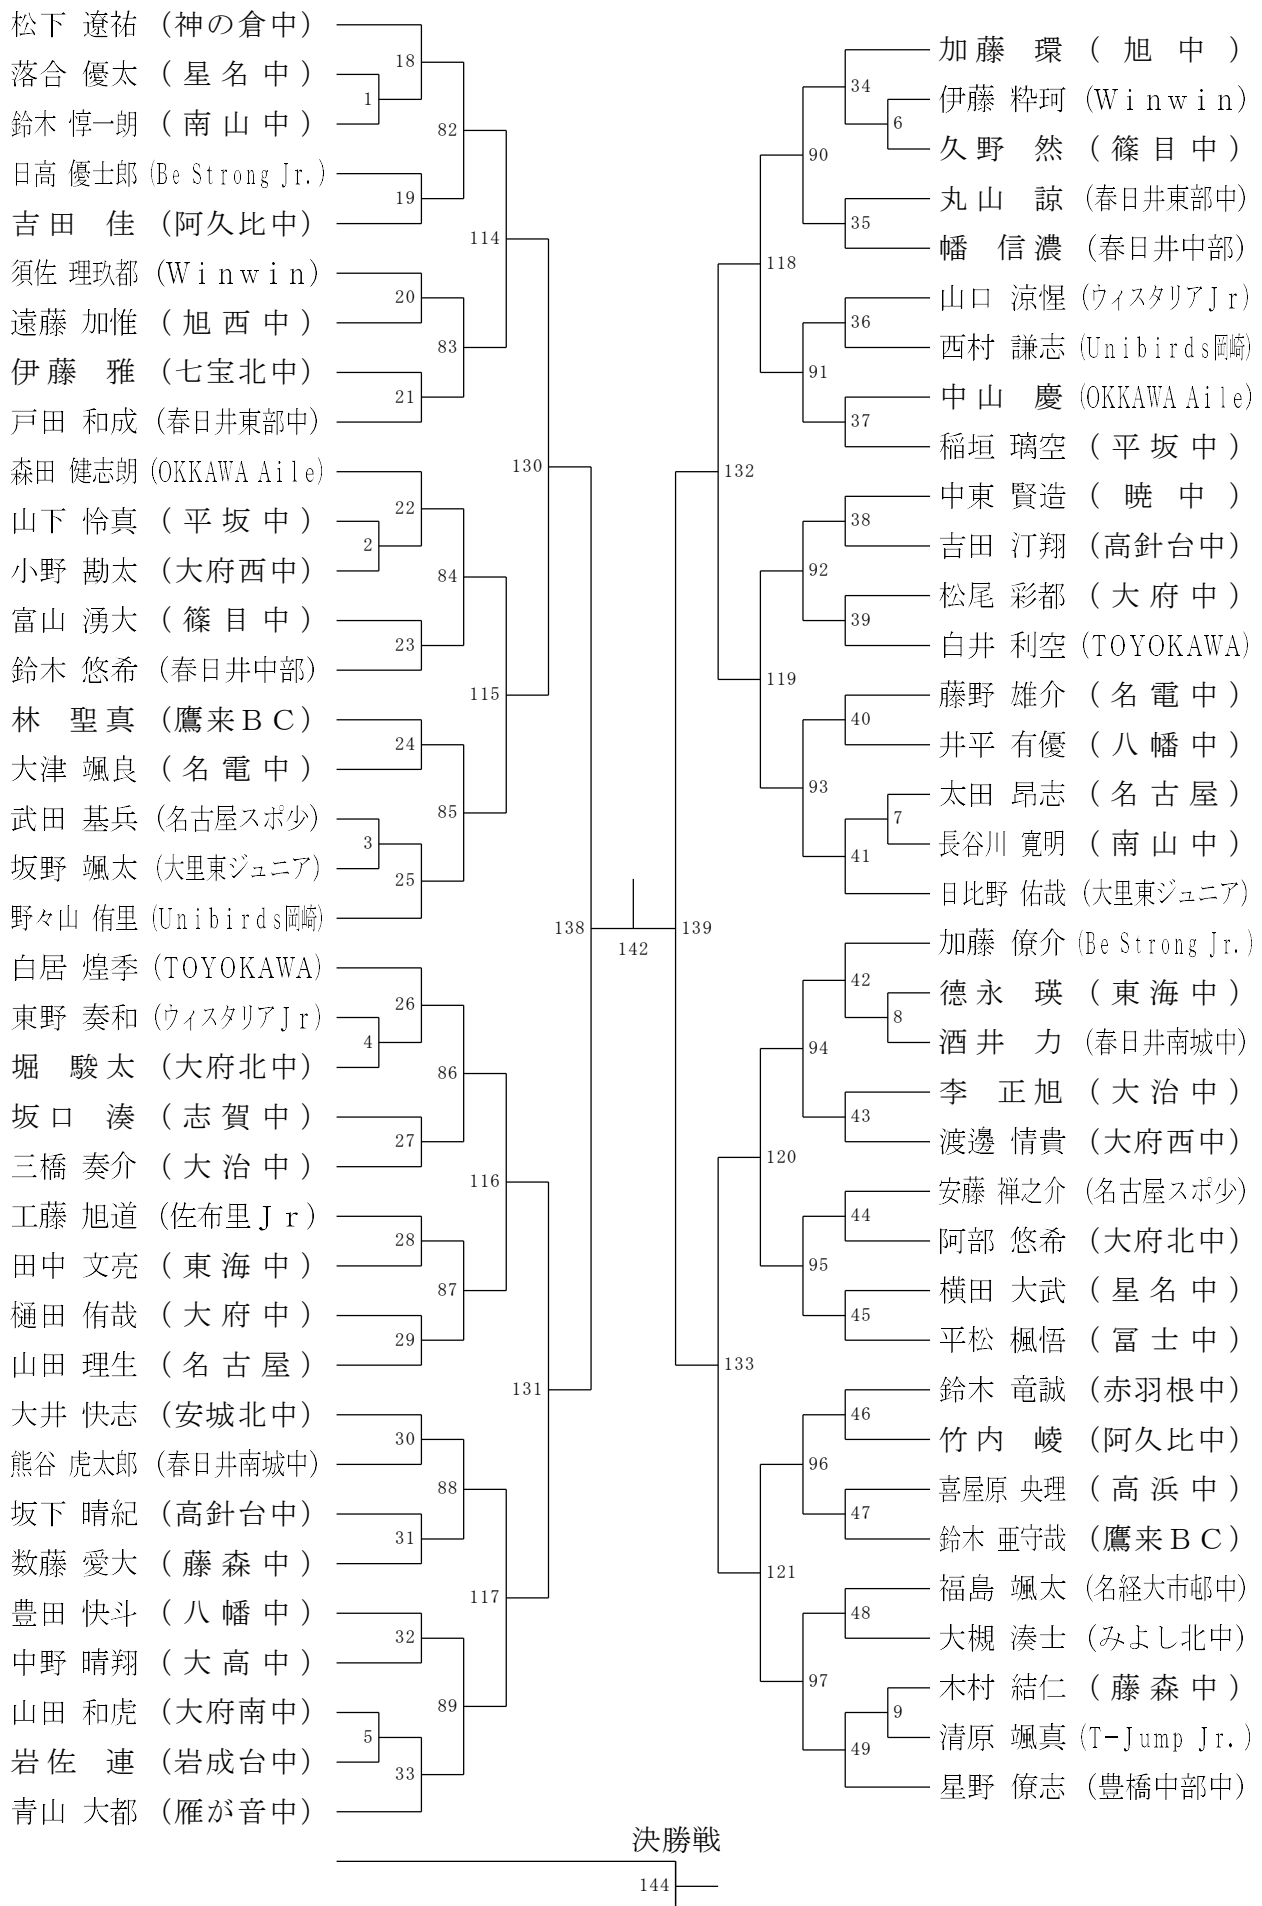 松下 遼祐 (神の倉中)
落合 優太 (星名中)
鈴木 惇一朗 (南山中)
日高 優士郎 (Be Strong Jr.)
吉田 佳 (阿久比中)
須佐 理玖都 (Winwin)
遠藤 加惟 (旭西中)
伊藤 雅 (七宝北中)
戸田 和成 (春日井東部中)
森田 健志朗 (OKKAWA Aile)
山下 怜真 (平坂中)
小野 勘太 (大府西中)
富山 湧大 (篠目中)
鈴木 悠希 (春日井中部)
林 聖真 (鷹来BC)
大津 颯良 (名電中)
武田 基兵 (名古屋スポ少)
坂野 颯太 (大里東ジュニア)
野々山 侑里 (Unibirds岡崎)
白居 煌季 (TOYOKAWA)
東野 奏和 (ウィスタリアJr)
堀 駿太 (大府北中)
坂口 湊 (志賀中)
三橋 奏介 (大治中)
工藤 旭道 (佐布里Jr)
田中 文亮 (東海中)
樋田 侑哉 (大府中)
山田 理生 (名古屋)
大井 快志 (安城北中)
熊谷 虎太郎 (春日井南城中)
坂下 晴紀 (高針台中)
数藤 愛大 (藤森中)
豊田 快斗 (八幡中)
中野 晴翔 (大高中)
山田 和虎 (大府南中)
岩佐 連 (岩成台中)
青山 大都 (雁が音中)
1
2
3
4
5
18
19
20
21
22
23
24
25
26
27
28
29
30
31
32
33
82
83
84
85
86
87
88
89
114
115
116
117
130
131
138
142
139
132
133
118
119
120
121
90
91
92
93
94
95
96
97
34
35
36
37
38
39
40
41
42
43
44
45
46
47
48
49
6
7
8
9
加藤 環 (旭中)
伊藤 粋珂 (Winwin)
久野 然 (篠目中)
丸山 諒 (春日井東部中)
幡 信濃 (春日井中部)
山口 涼惺 (ウィスタリアJr)
西村 謙志 (Unibirds岡崎)
中山 慶 (OKKAWA Aile)
稲垣 璃空 (平坂中)
中東 賢造 (暁中)
吉田 汀翔 (高針台中)
松尾 彩都 (大府中)
白井 利空 (TOYOKAWA)
藤野 雄介 (名電中)
井平 有優 (八幡中)
太田 昂志 (名古屋)
長谷川 寛明 (南山中)
日比野 佑哉 (大里東ジュニア)
加藤 僚介 (Be Strong Jr.)
德永 瑛 (東海中)
酒井 力 (春日井南城中)
李 正旭 (大治中)
渡邊 情貴 (大府西中)
安藤 禅之介 (名古屋スポ少)
阿部 悠希 (大府北中)
横田 大武 (星名中)
平松 楓悟 (冨士中)
鈴木 竜誠 (赤羽根中)
竹内 崚 (阿久比中)
喜屋原 央理 (高浜中)
鈴木 亜守哉 (鷹来BC)
福島 颯太 (名経大市邨中)
大槻 湊士 (みよし北中)
木村 結仁 (藤森中)
清原 颯真 (T-Jump Jr.)
星野 僚志 (豊橋中部中)
決勝戦
144